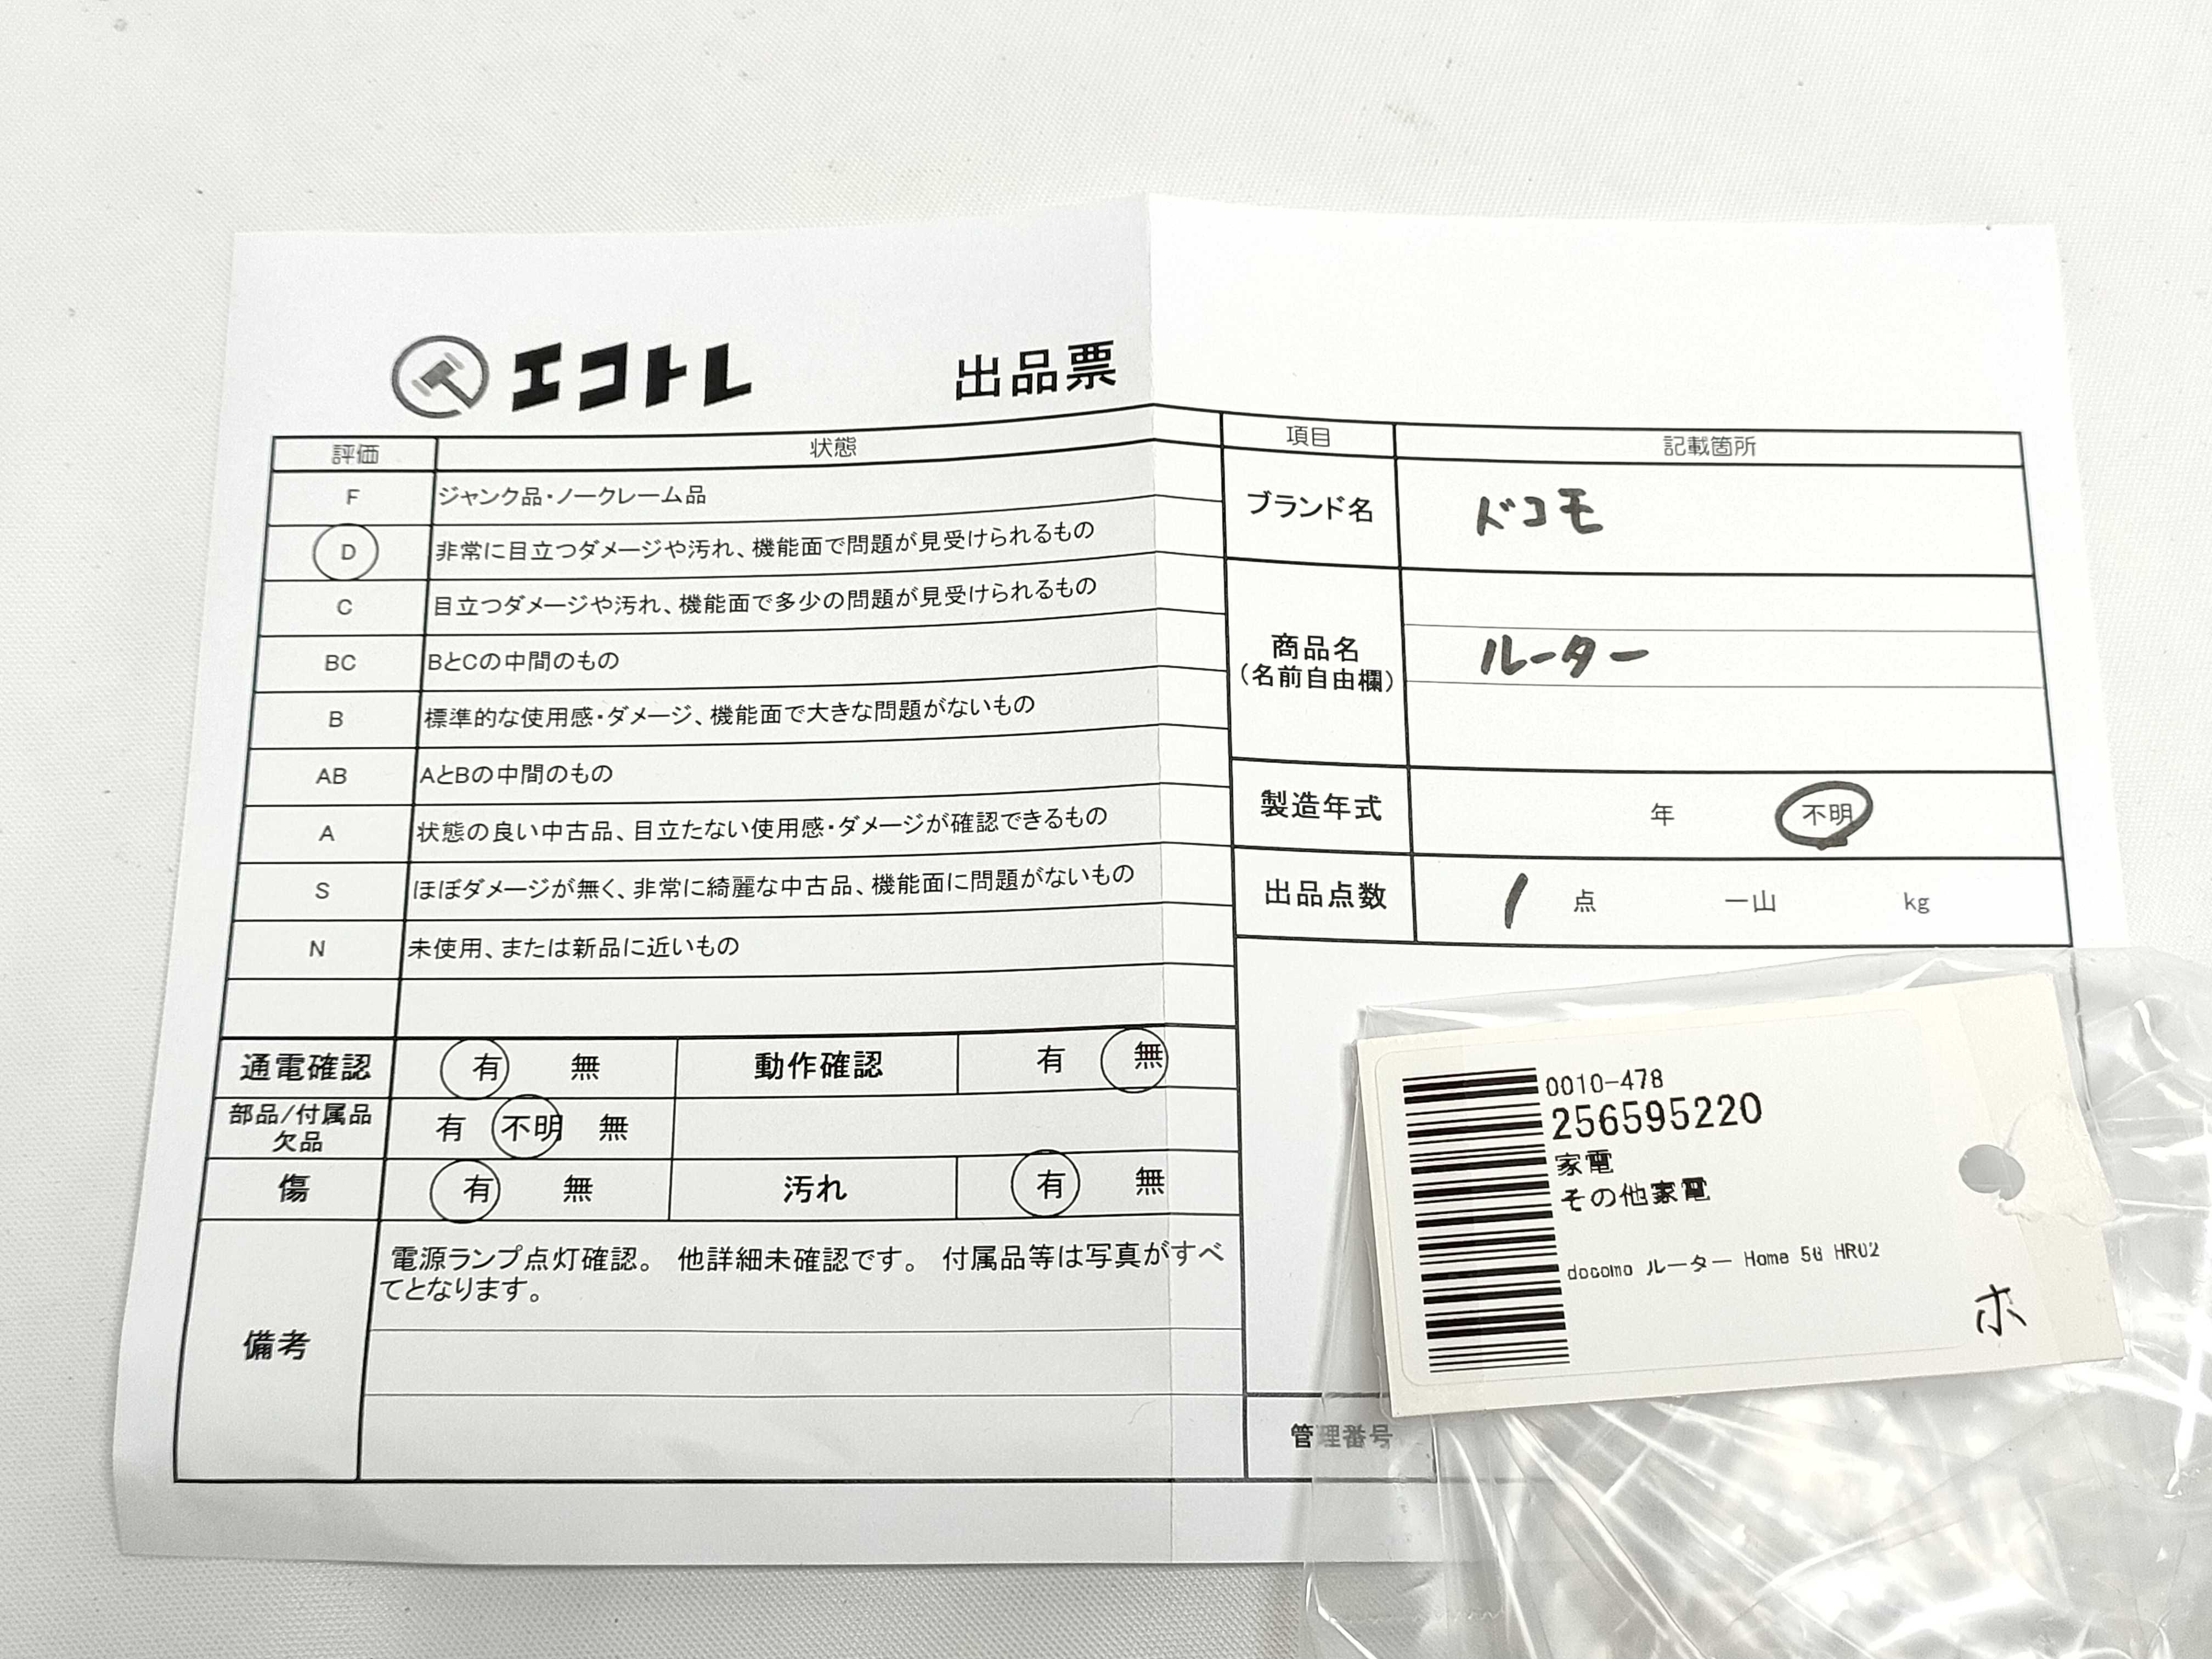 エコトレ 出品票
評価 状態
F ジャンク品・ノークレーム品
D 非常に目立つダメージや汚れ、機能面で問題が見受けられるもの
C 目立つダメージや汚れ、機能面で多少の問題が見受けられるもの
BC BとCの中間のもの
B 標準的な使用感・ダメージ、機能面で大きな問題がないもの
AB AとBの中間のもの
A 状態の良い中古品、目立たない使用感・ダメージが確認できるもの
S ほぼダメージが無く、非常に綺麗な中古品、機能面に問題がないもの
N 未使用、または新品に近いもの
通電確認 有 無 動作確認 有 無
部品/付属品
欠品
有 不明 無
傷 有 無 汚れ 有 無
備考
電源ランプ点灯確認。 他詳細未確認です。 付属品等は写真がすべ
てとなります。
項目 記載箇所
ブランド名 ドコモ
商品名
(名前自由欄)
ルーター
製造年式 年 不明
出品点数 1 点 一山 kg
管理番号
0010-478
256595220
家電
その他家電
docomo ルーター Home 5G HR02
ホ